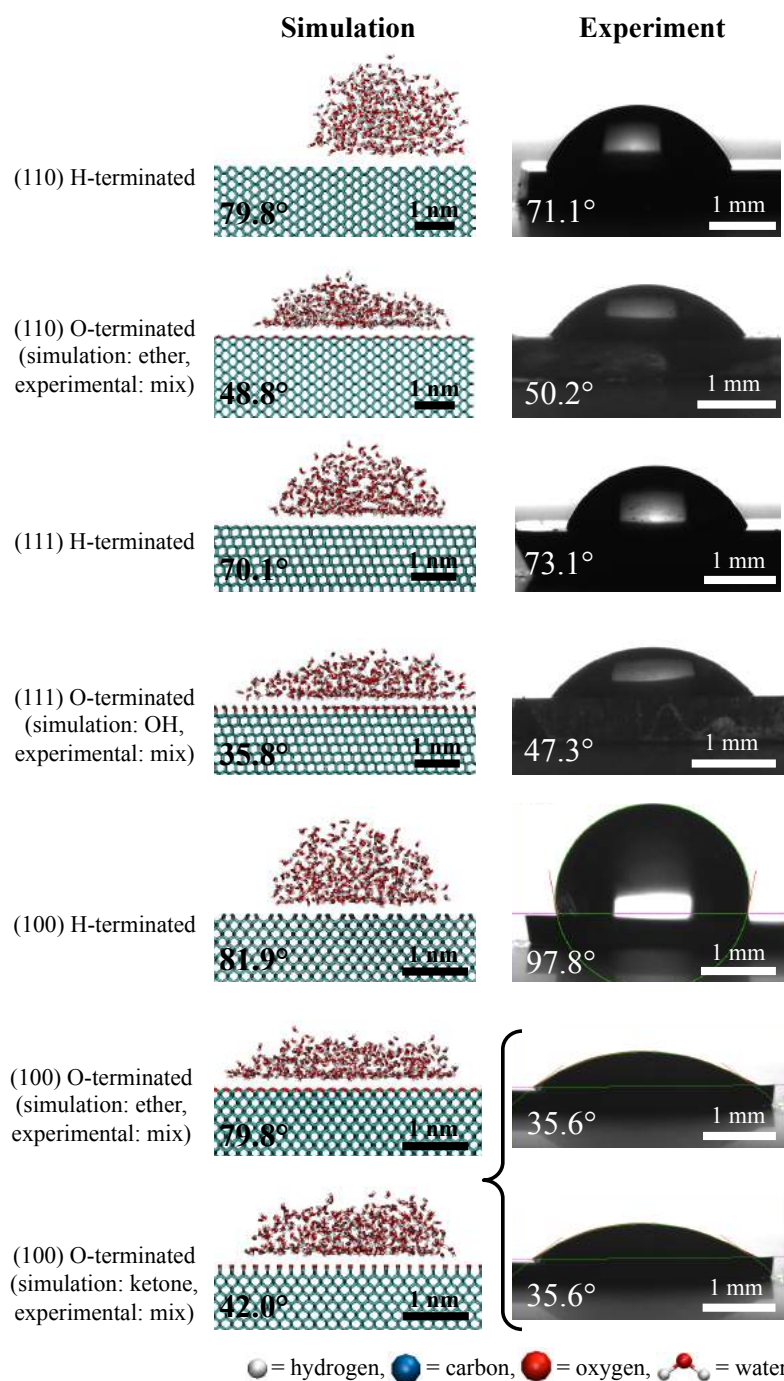 Simulation Experiment
(110) H-terminated
79.8°
1 nm
71.1°
1 mm
(110) O-terminated
(simulation: ether,
experimental: mix)
48.8°
1 nm
50.2°
1 mm
(111) H-terminated
70.1°
1 nm
73.1°
1 mm
(111) O-terminated
(simulation: OH,
experimental: mix)
35.8°
1 nm
47.3°
1 mm
(100) H-terminated
81.9°
1 nm
97.8°
1 mm
(100) O-terminated
(simulation: ether,
experimental: mix)
79.8°
1 nm
35.6°
1 mm
(100) O-terminated
(simulation: ketone,
experimental: mix)
42.0°
1 nm
35.6°
1 mm
= hydrogen, = carbon, = oxygen, = water